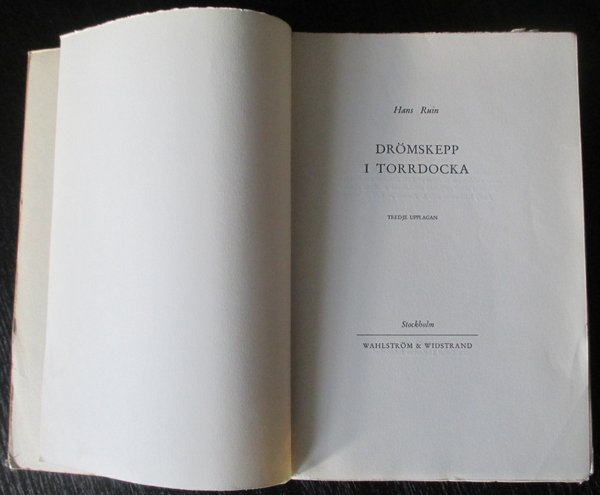 Hans Ruin
DRÖMSKEPP
I TORRDOCKA
TREDJE UPPLAGAN
Stockholm
WAHLSTRÖM & WIDSTRAND